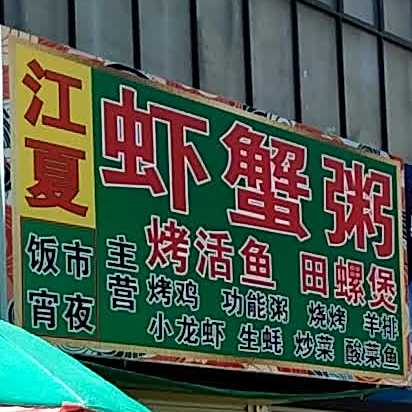 江夏
虾蟹粥
饭市
宵夜
主营
烤活鱼 田螺煲
烤鸡 功能粥 烧烤 羊排
小龙虾 生蚝 炒菜 酸菜鱼